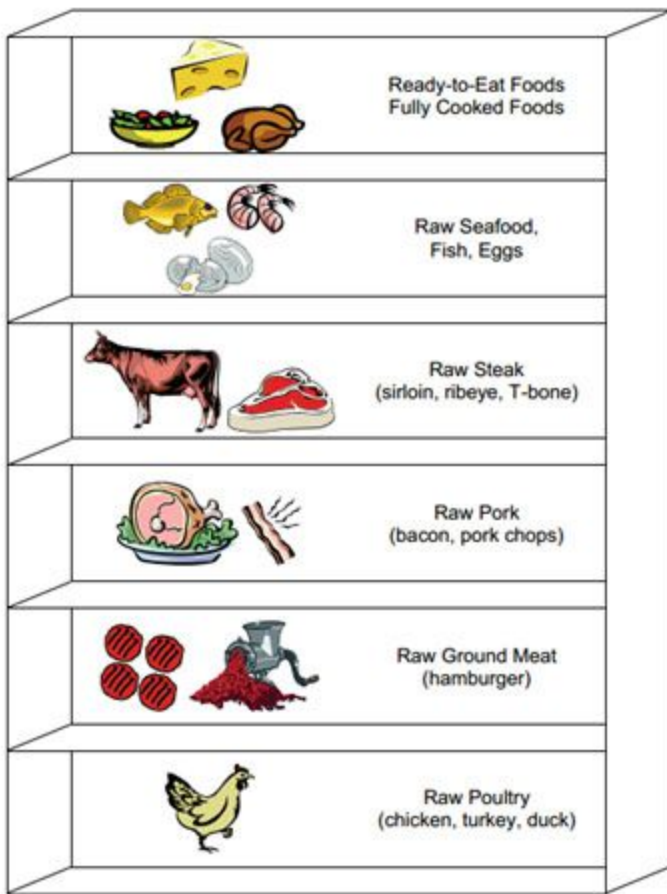 Ready-to-Eat Foods
Fully Cooked Foods
Raw Seafood,
Fish, Eggs
Raw Steak
(sirloin, ribeye, T-bone)
Raw Pork
(bacon, pork chops)
Raw Ground Meat
(hamburger)
Raw Poultry
(chicken, turkey, duck)